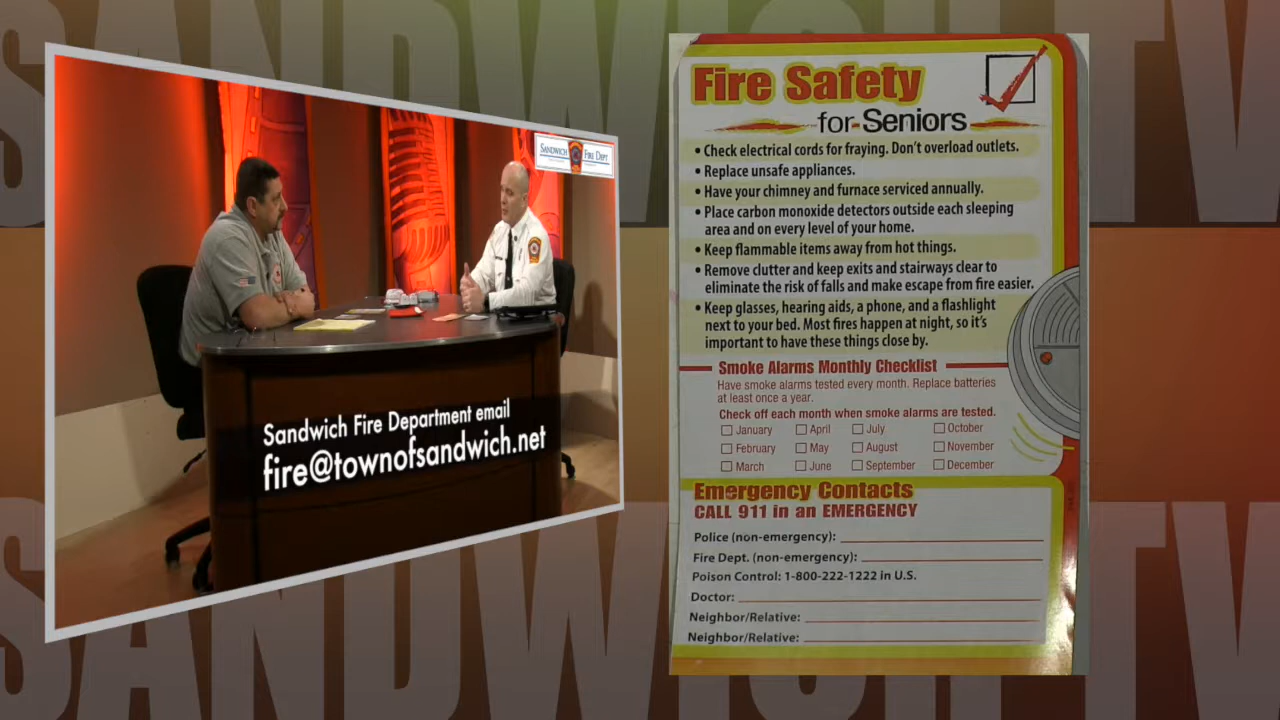 SANDWICH TV
SANDWICH FIRE DEPT
Sandwich Fire Department email
fire@townofsandwich.net
Fire Safety
for Seniors
• Check electrical cords for fraying. Don't overload outlets.
• Replace unsafe appliances.
• Have your chimney and furnace serviced annually.
• Place carbon monoxide detectors outside each sleeping
area and on every level of your home.
• Keep flammable items away from hot things.
• Remove clutter and keep exits and stairways clear to
eliminate the risk of falls and make escape from fire easier.
• Keep glasses, hearing aids, a phone, and a flashlight
next to your bed. Most fires happen at night, so it's
important to have these things close by.
Smoke Alarms Monthly Checklist
Have smoke alarms tested every month. Replace batteries
at least once a year.
Check off each month when smoke alarms are tested.
January April July October
February May August November
March June September December
Emergency Contacts
CALL 911 in an EMERGENCY
Police (non-emergency):
Fire Dept. (non-emergency):
Poison Control: 1-800-222-1222 in U.S.
Doctor:
Neighbor/Relative:
Neighbor/Relative:
SANDWICH TV